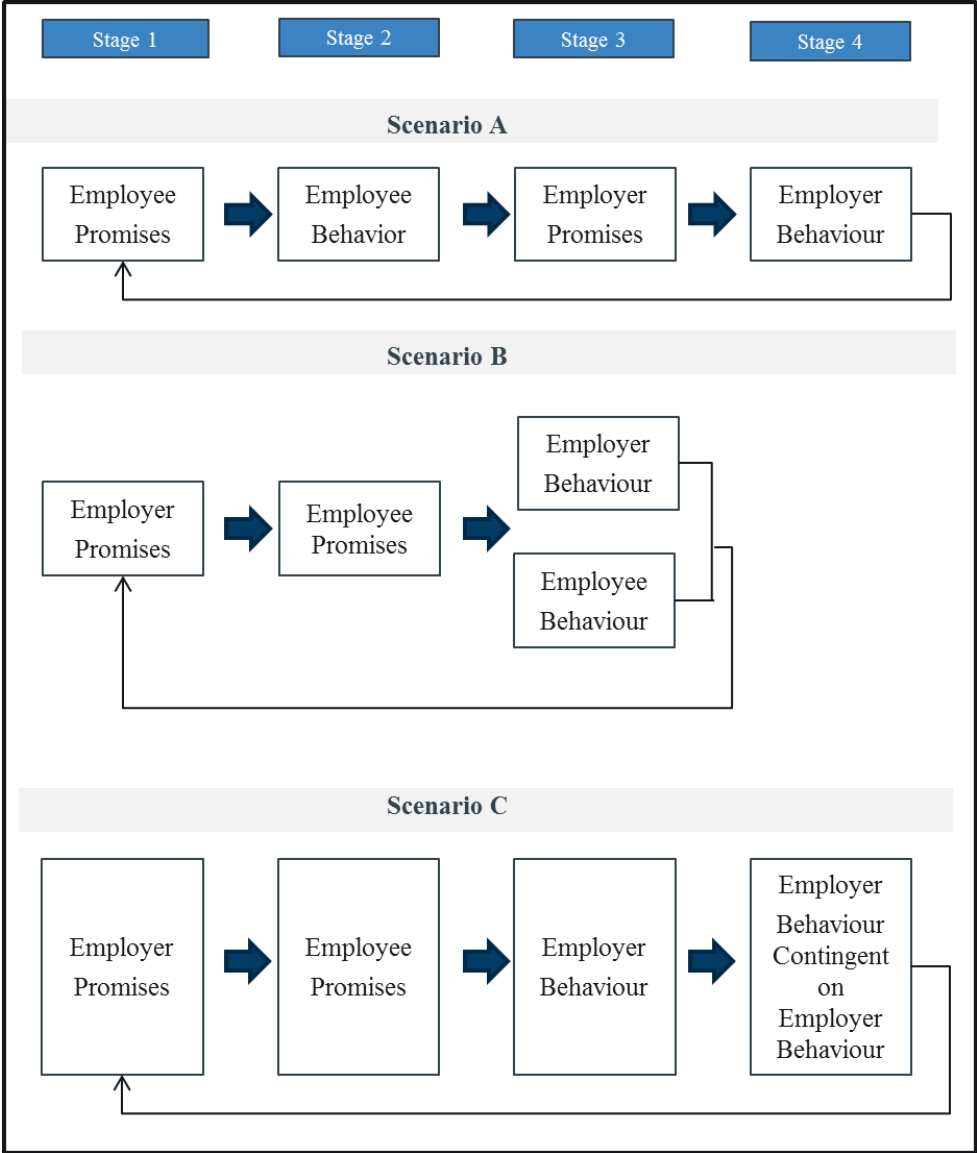 Stage 1
Stage 2
Stage 3
Stage 4
Scenario A
Employee
Promises
Employee
Behavior
Employer
Promises
Employer
Behaviour
Scenario B
Employer
Promises
Employee
Promises
Employer
Behaviour
Employee
Behaviour
Scenario C
Employer
Promises
Employee
Promises
Employer
Behaviour
Employer
Behaviour
Contingent
on
Employer
Behaviour